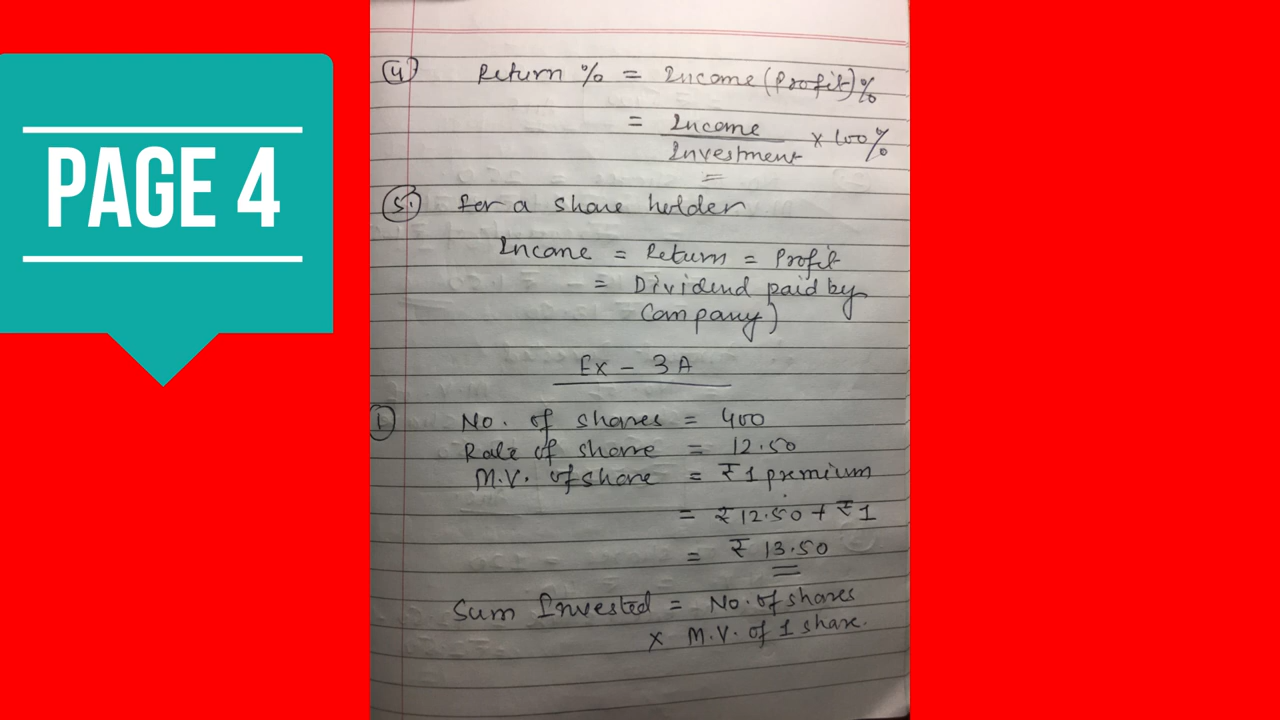 PAGE 4
4) Return % = Income (Profit) %
= Income / Investment × 100%
5. For a share holder
Income = Return = Profit
= Dividend paid by
Company)
Ex - 3A
1. No. of shares = 400
Rate of share = 12.50
M.V. of share = ₹1 premium
= ₹12.50 + ₹1
= ₹ 13.50
Sum Invested = No. of shares
× M.V. of 1 share.